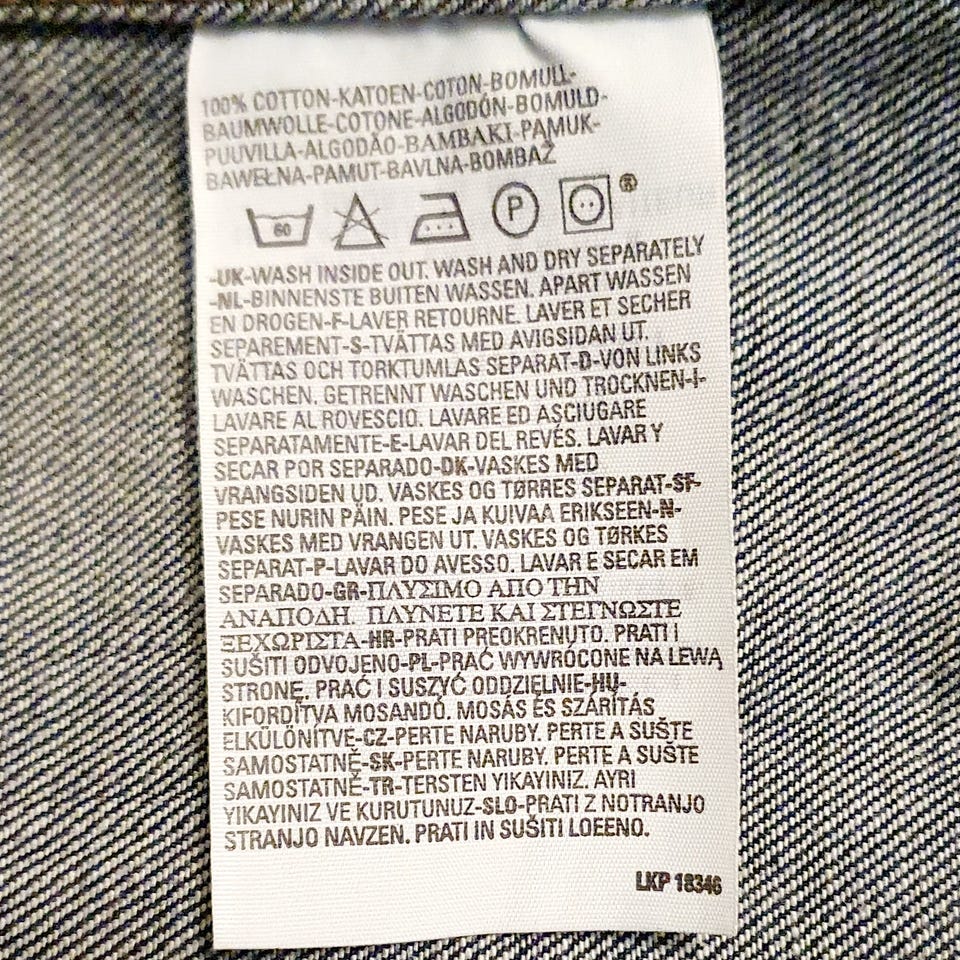 100% COTTON-KATOEN-COTON-BOMULL-
BAUMWOLLE-COTONE-ALGODÓN-BOMULD-
PUUVILLA-ALGODÃO-ΒΑΜΒΑΚΙ-PAMUK-
BAWEŁNA-PAMUT-BAVLNA-BOMBAŽ
60 P ®
-UK-WASH INSIDE OUT. WASH AND DRY SEPARATELY
-NL-BINNENSTE BUITEN WASSEN. APART WASSEN
EN DROGEN-F-LAVER RETOURNE. LAVER ET SECHER
SEPAREMENT-S-TVÄTTAS MED AVIGSIDAN UT.
TVÄTTAS OCH TORKTUMLAS SEPARAT-D-VON LINKS
WASCHEN. GETRENNT WASCHEN UND TROCKNEN-I-
LAVARE AL ROVESCIO. LAVARE ED ASCIUGARE
SEPARATAMENTE-E-LAVAR DEL REVÉS. LAVAR Y
SECAR POR SEPARADO-DK-VASKES MED
VRANGSIDEN UD. VASKES OG TØRRES SEPARAT-SF-
PESE NURIN PÄIN. PESE JA KUIVAA ERIKSEEN-N-
VASKES MED VRANGEN UT. VASKES OG TØRKES
SEPARAT-P-LAVAR DO AVESSO. LAVAR E SECAR EM
SEPARADO-GR-ΠΛΥΣΙΜΟ ΑΠΟ ΤΗΝ
ΑΝΑΠΟΔΗ. ΠΛΥΝΕΤΕ ΚΑΙ ΣΤΕΓΝΩΣΤΕ
ΞΕΧΩΡΙΣΤΑ-HR-PRATI PREOKRENUTO. PRATI I
SUŠITI ODVOJENO-PL-PRAĆ WYWRÓCONE NA LEWĄ
STRONĘ. PRAĆ I SUSZYĆ ODDZIELNIE-HU-
KIFORDÍTVA MOSANDÓ. MOSÁS ÉS SZÁRÍTÁS
ELKÜLÖNÍTVE-CZ-PERTE NARUBY. PERTE A SUŠTE
SAMOSTATNĚ-SK-PERTE NARUBY. PERTE A SUŠTE
SAMOSTATNĚ-TR-TERSTEN YIKAYINIZ. AYRI
YIKAYINIZ VE KURUTUNUZ-SLO-PRATI Z NOTRANJO
STRANJO NAVZEN. PRATI IN SUŠITI LOEENO.
LKP 18346